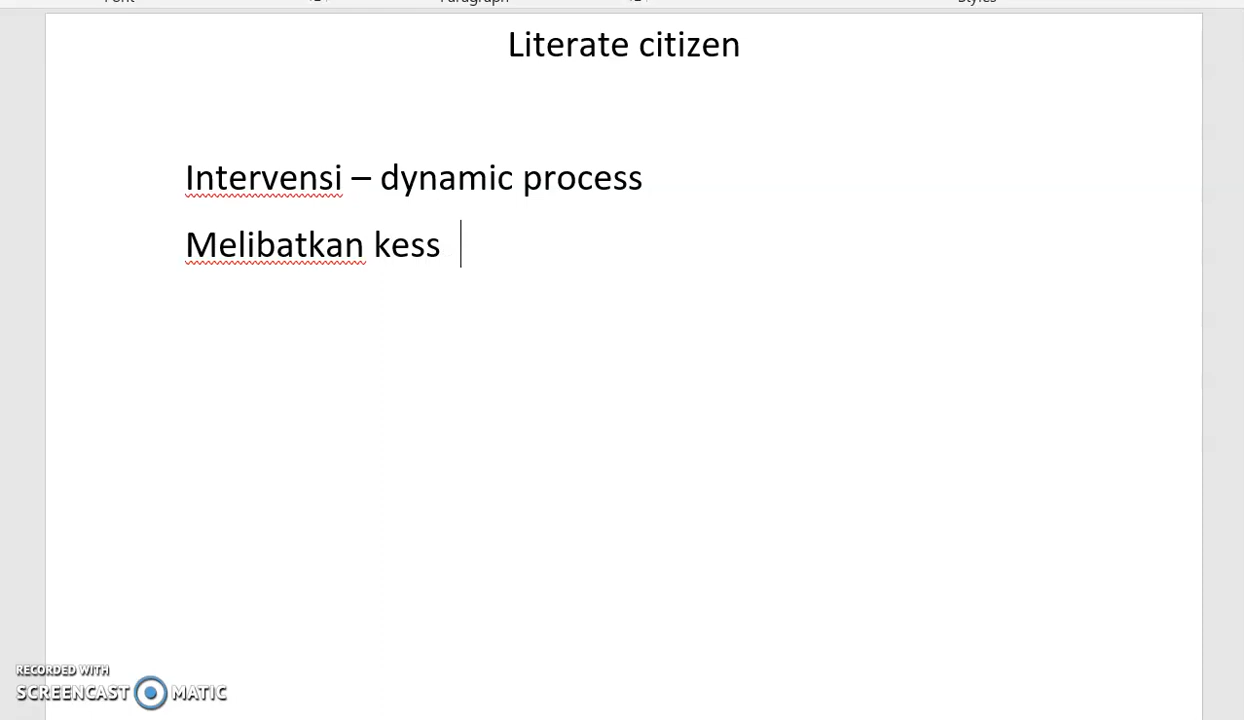 Literate citizen
Intervensi – dynamic process
Melibatkan kess
RECORDED WITH
SCREENCAST MATIC